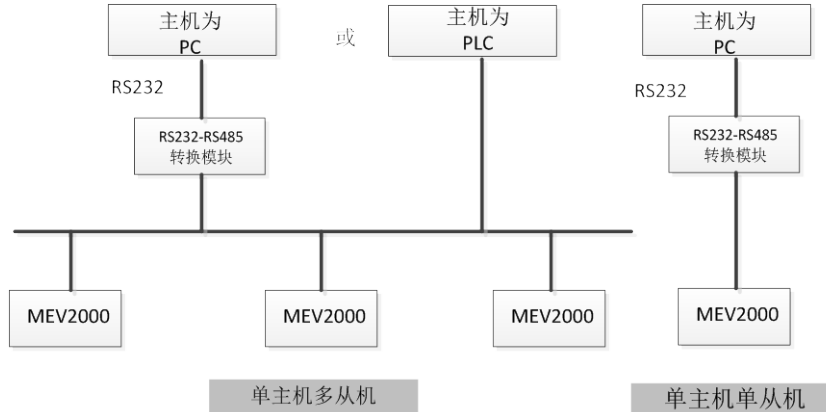 主机为
PC
或
主机为
PLC
主机为
PC
RS232
RS232
RS232-RS485
转换模块
RS232-RS485
转换模块
MEV2000
MEV2000
MEV2000
MEV2000
单主机多从机
单主机单从机